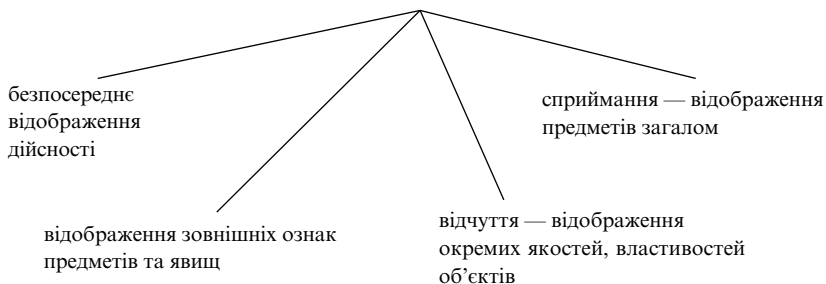 безпосереднє
відображення
дійсності
сприймання — відображення
предметів загалом
відображення зовнішніх ознак
предметів та явищ
відчуття — відображення
окремих якостей, властивостей
об’єктів